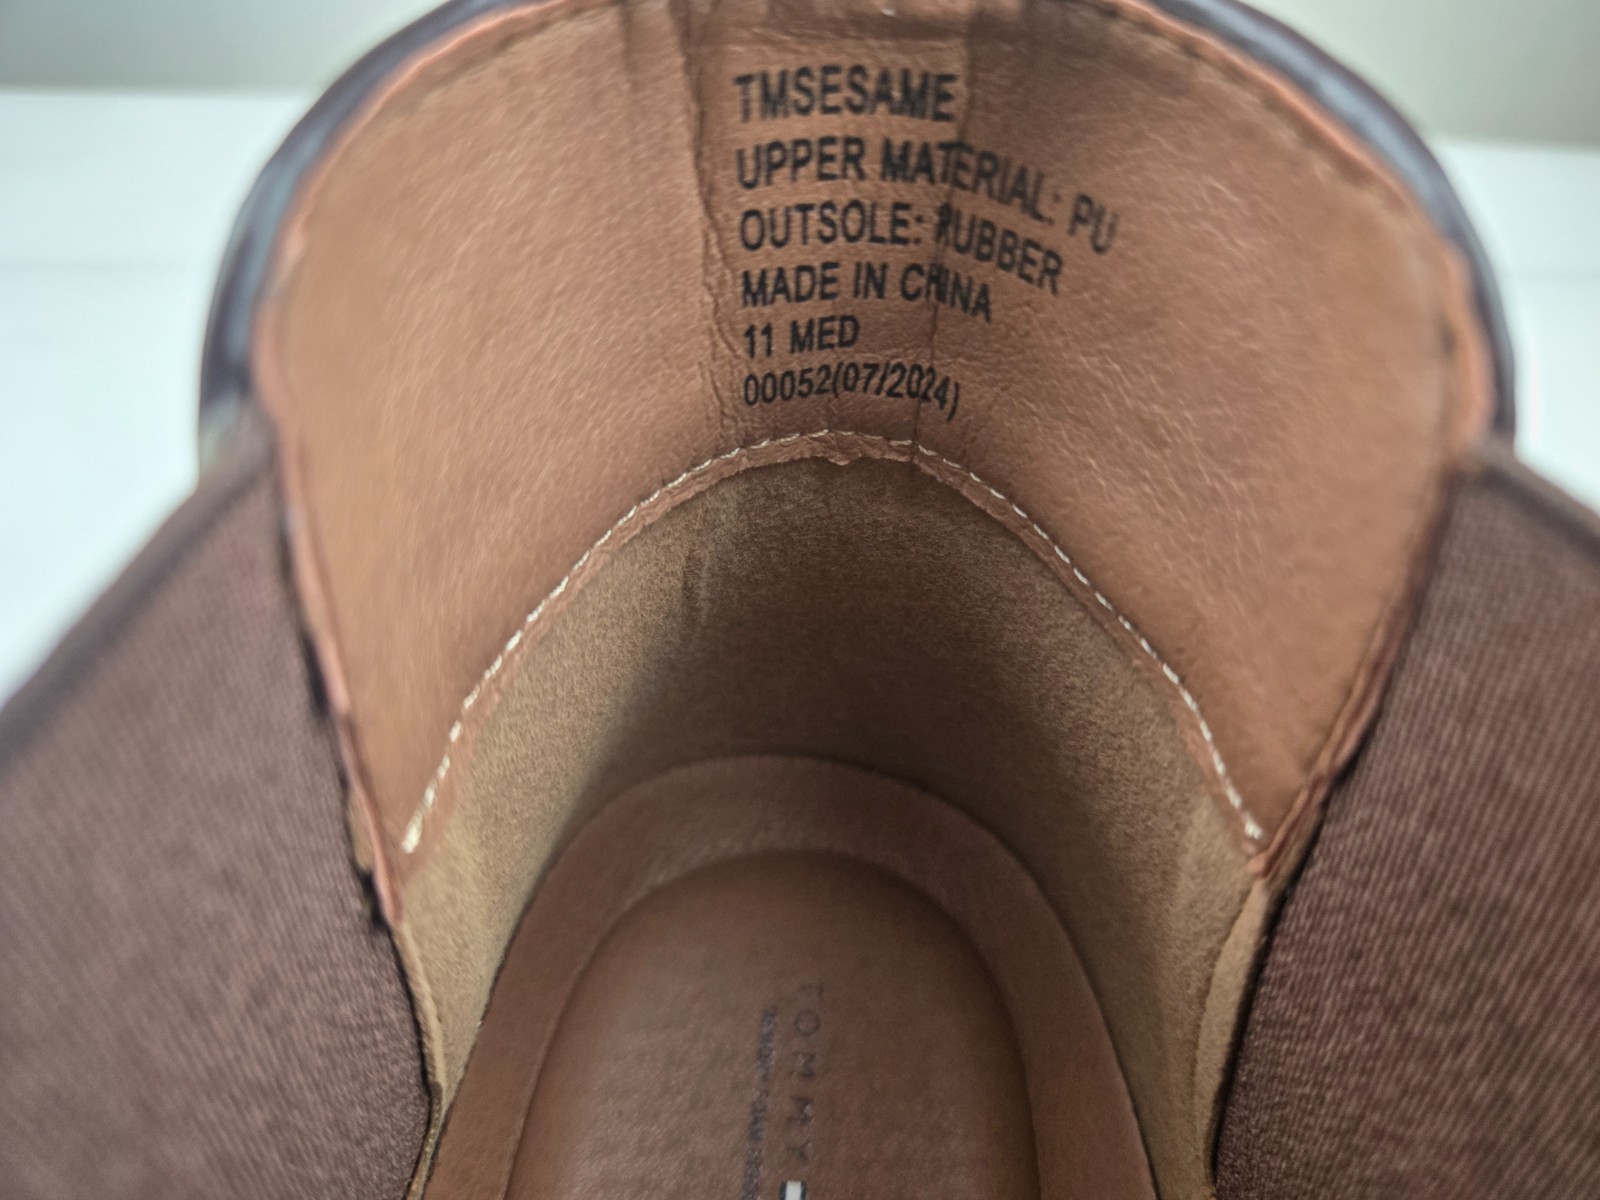 TMSESAME
UPPER MATERIAL: PU
OUTSOLE: RUBBER
MADE IN CHINA
11 MED
00052(07/2024)
TOMMY